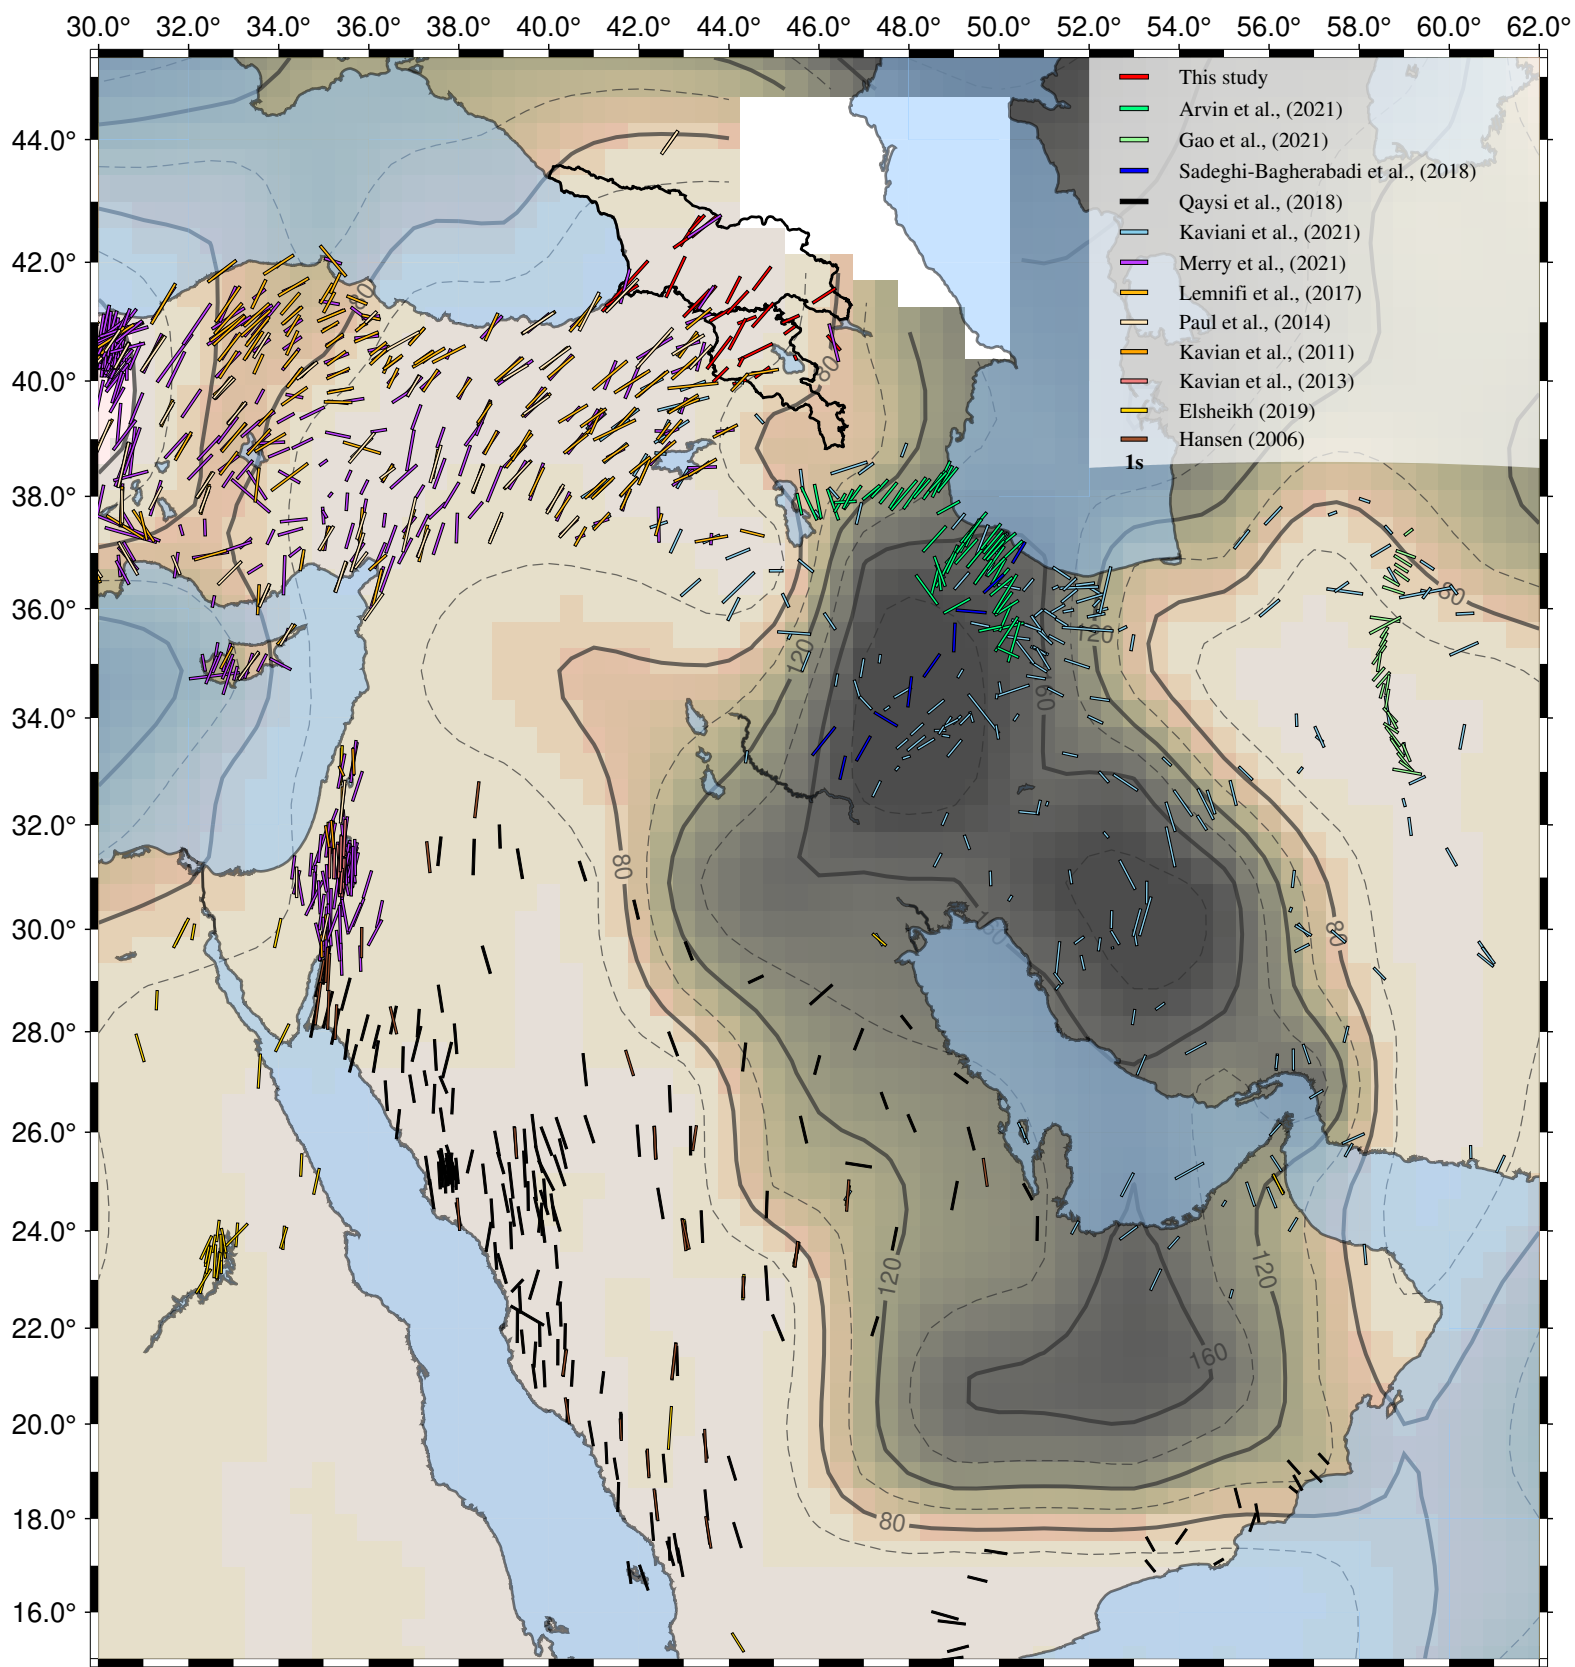 30.0° 32.0° 34.0° 36.0° 38.0° 40.0° 42.0° 44.0° 46.0° 48.0° 50.0° 52.0° 54.0° 56.0° 58.0° 60.0° 62.0°
This study
Arvin et al., (2021)
Gao et al., (2021)
44.0°
Sadeghi-Bagherabadi et al., (2018)
Qaysi et al., (2018)
Kaviani et al., (2021)
42.0°
Merry et al., (2021)
Lemnifi et al., (2017)
Paul et al., (2014)
Kavian et al., (2011)
80
40.0°
Kavian et al., (2013)
Elsheikh (2019)
Hansen (2006)
1s
38.0°
80
36.0°
120
120
34.0°
32.0°
80
30.0°
80
28.0°
26.0°
24.0°
120
120
22.0°
160
20.0°
18.0°
80
16.0°